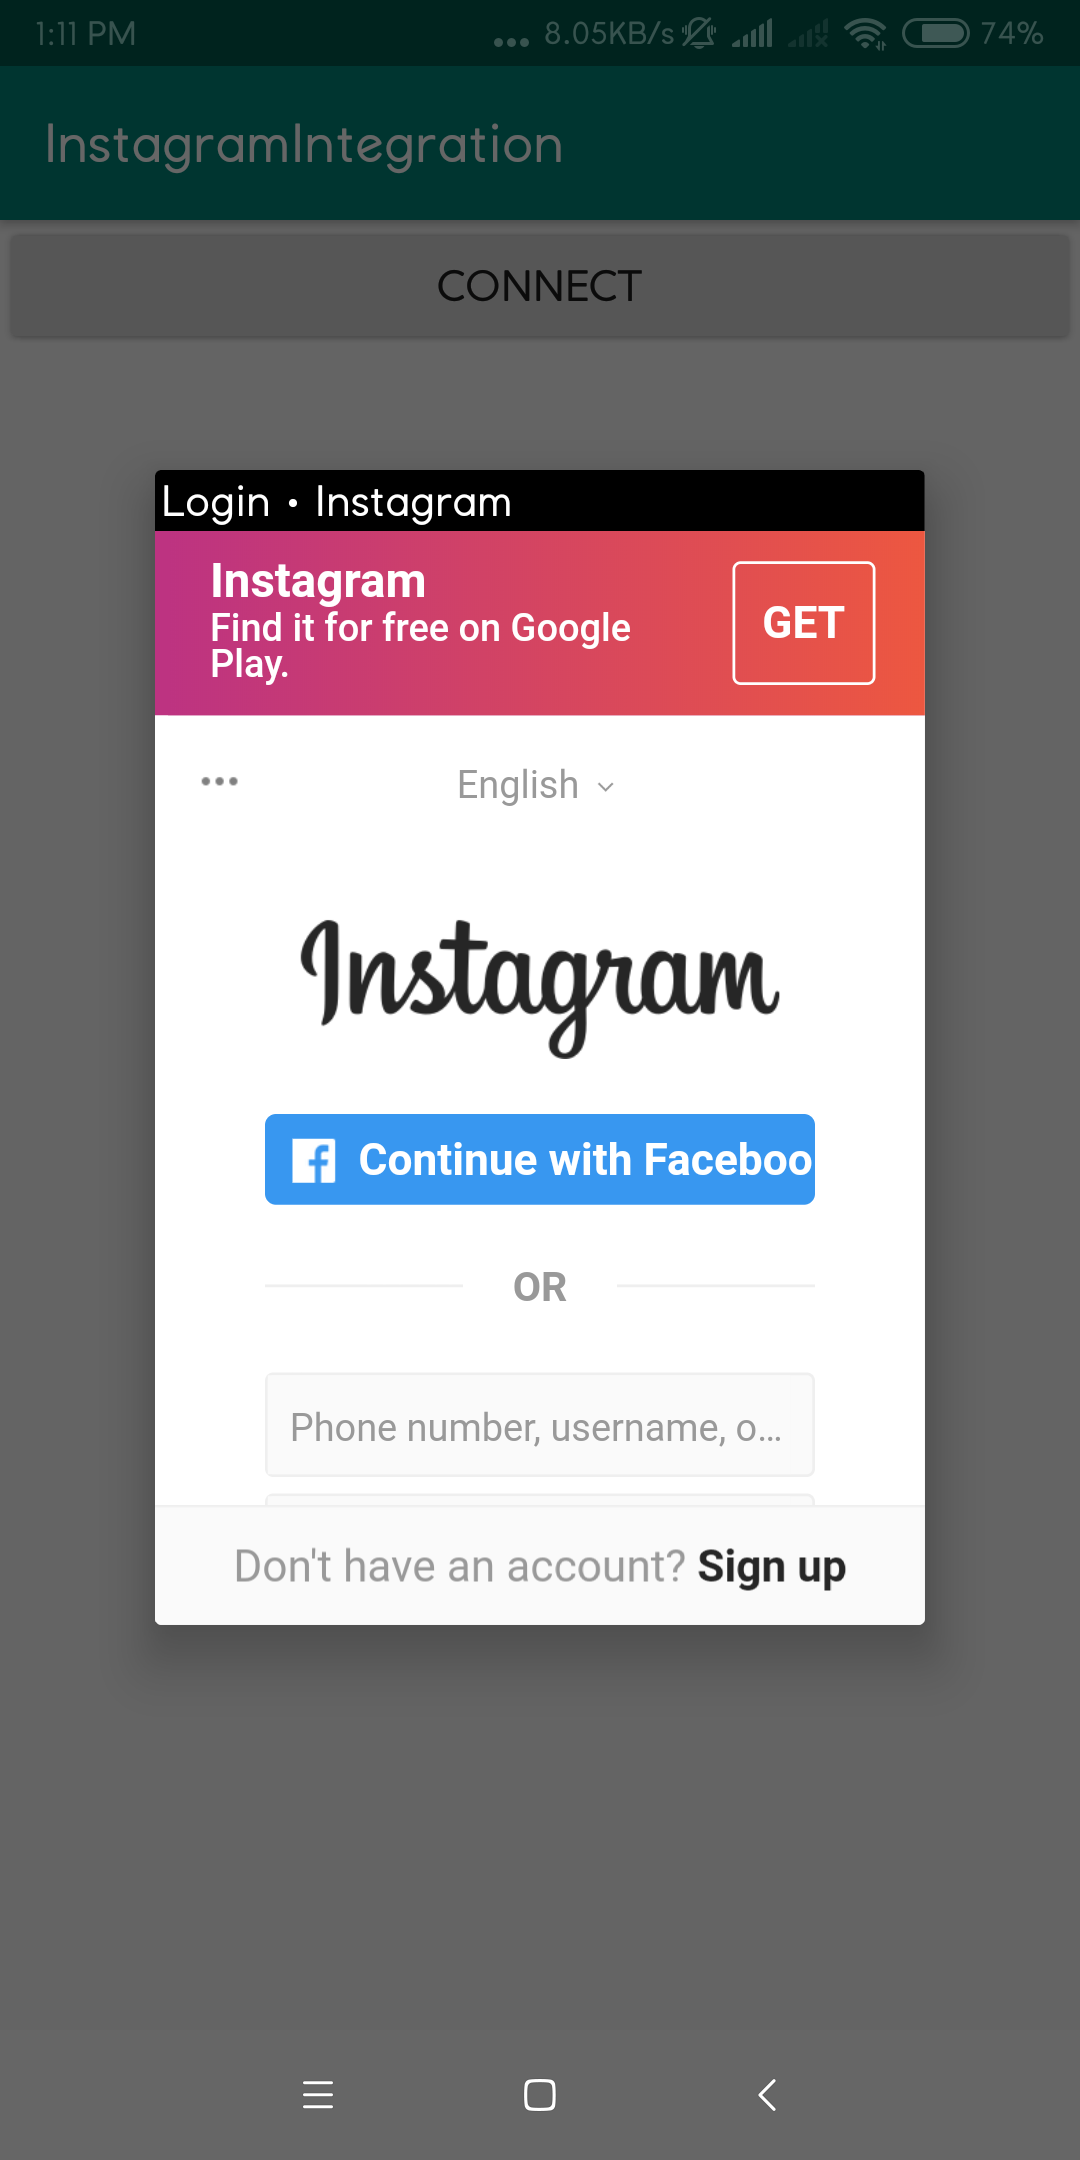 1:11 PM ... 8.05KB/s 74%
InstagramIntegration
CONNECT
Login • Instagram
Instagram
Find it for free on Google
Play.
GET
English
Instagram
Continue with Faceboo
OR
Phone number, username, o...
Don't have an account? Sign up